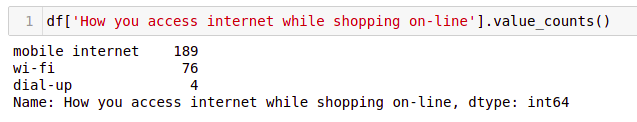 1 df['How you access internet while shopping on-line'].value_counts()
mobile internet    189
wi-fi               76
dial-up              4
Name: How you access internet while shopping on-line, dtype: int64